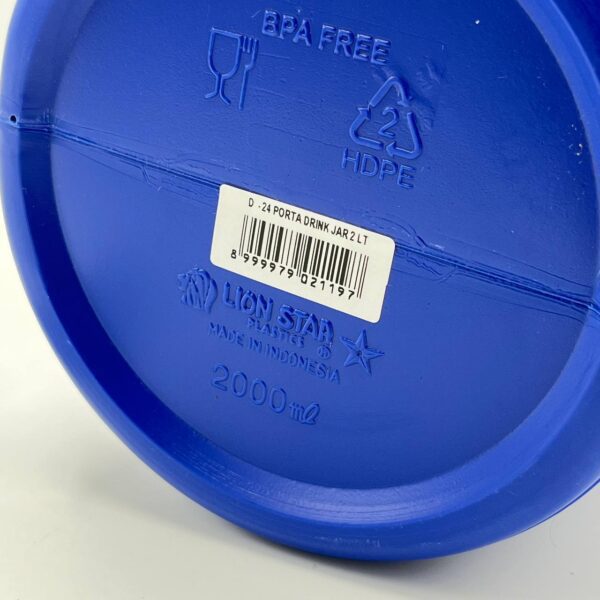 BPA FREE
2
HDPE
D -24 PORTA DRINK JAR 2 LT
8 999979 021197
LION STAR
PLASTICS ®
MADE IN INDONESIA
2000 ml